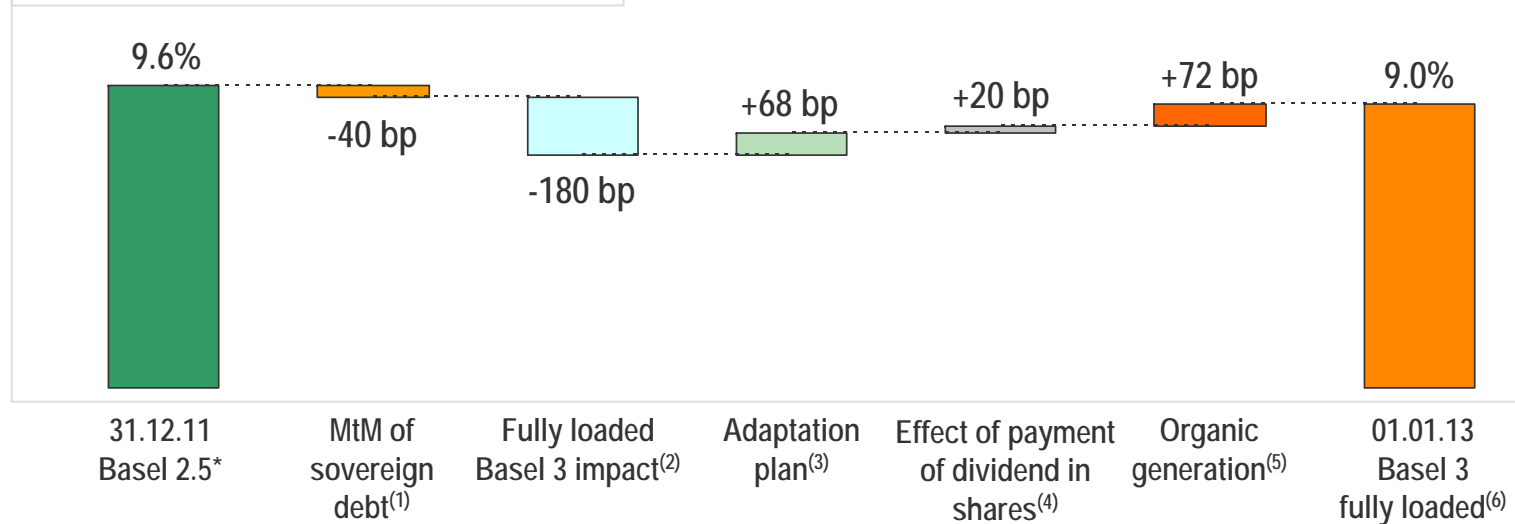 9.6%
-40 bp
-180 bp
+68 bp
+20 bp
+72 bp
9.0%
31.12.11
Basel 2.5*
MtM of
sovereign
debt(1)
Fully loaded
Basel 3 impact(2)
Adaptation
plan(3)
Effect of payment
of dividend in
shares(4)
Organic
generation(5)
01.01.13
Basel 3
fully loaded(6)